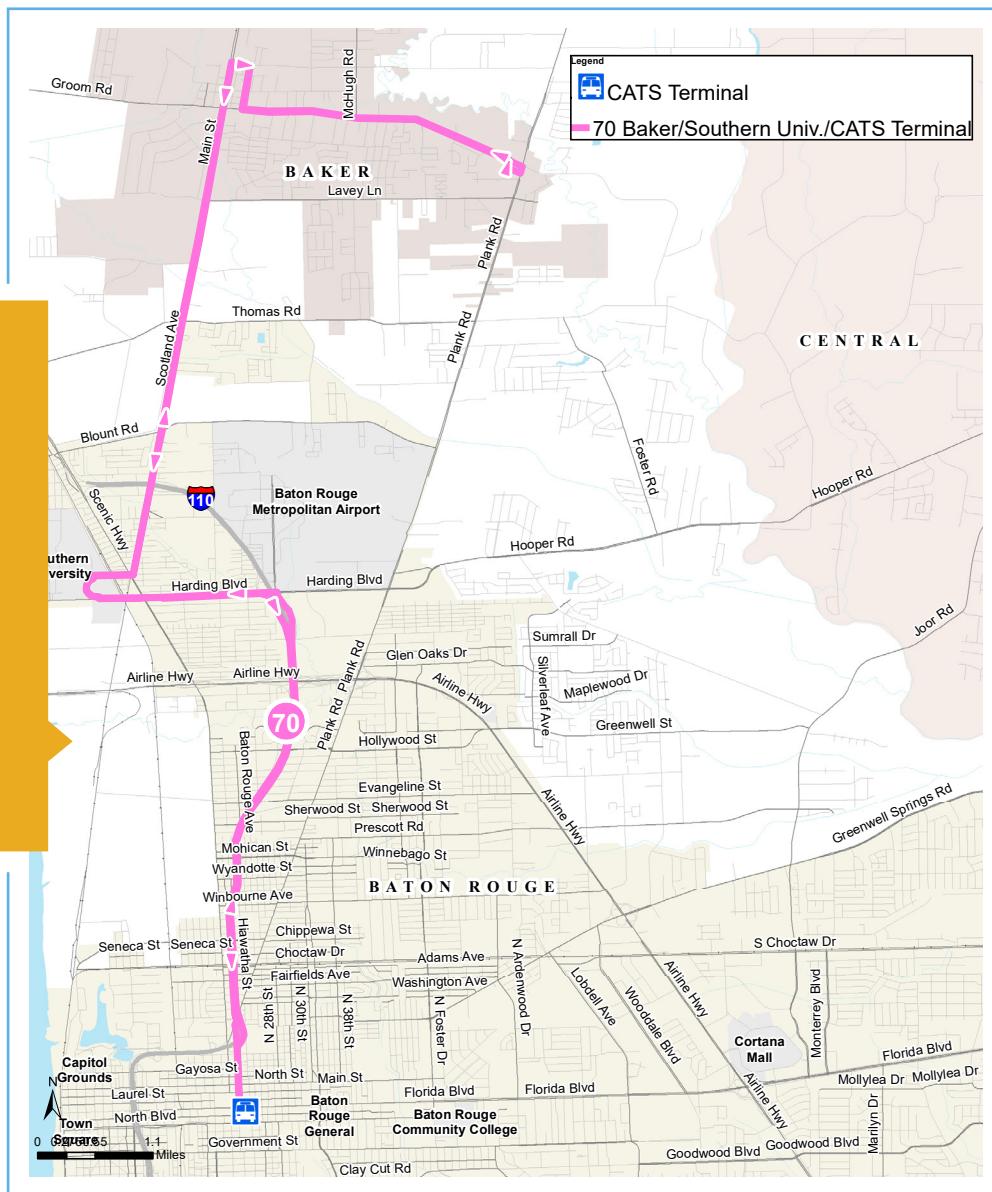 Legend
CATS Terminal
70 Baker/Southern Univ./CATS Terminal
Groom Rd
McHugh Rd
Main St
BAKER
Lavey Ln
Plank Rd
Thomas Rd
Plank Rd
Scotland Ave
CENTRAL
Blount Rd
Foster Rd
Hooper Rd
Scenic Hwy
110
Baton Rouge
Metropolitan Airport
Hooper Rd
uthern
versity
Harding Blvd
Harding Blvd
Joor Rd
Sumrall Dr
Glen Oaks Dr
Silverleaf Ave
Plank Rd
Airline Hwy
Airline Hwy
Airline Hwy
Maplewood Dr
70
Plank Rd
Greenwell St
Baton Rouge Ave
Hollywood St
Evangeline St
Sherwood St
Sherwood St
Airline Hwy
Greenwell Springs Rd
Prescott Rd
Mohican St
Winnebago St
Wyandotte St
BATON ROUGE
Winbourne Ave
Hiawatha St
Chippewa St
Seneca St
Seneca St
Choctaw Dr
S Choctaw Dr
Adams Ave
N Ardenwood Dr
Fairfields Ave
Washington Ave
Lobdell Ave
Airline Hwy
Wooddale Blvd
Monterrey Blvd
N 28th St
N 30th St
N 38th St
N Foster Dr
Cortana
Mall
Florida Blvd
Capitol
Grounds
Gayosa St
North St
Main St
Mollylea Dr
Mollylea Dr
N
Laurel St
Florida Blvd
Florida Blvd
Airline Hwy
Baton
Rouge
General
Baton Rouge
Community College
North Blvd
Marilyn Dr
Town
Square
Government St
Goodwood Blvd
Goodwood Blvd
0
1.1
Miles
Clay Cut Rd